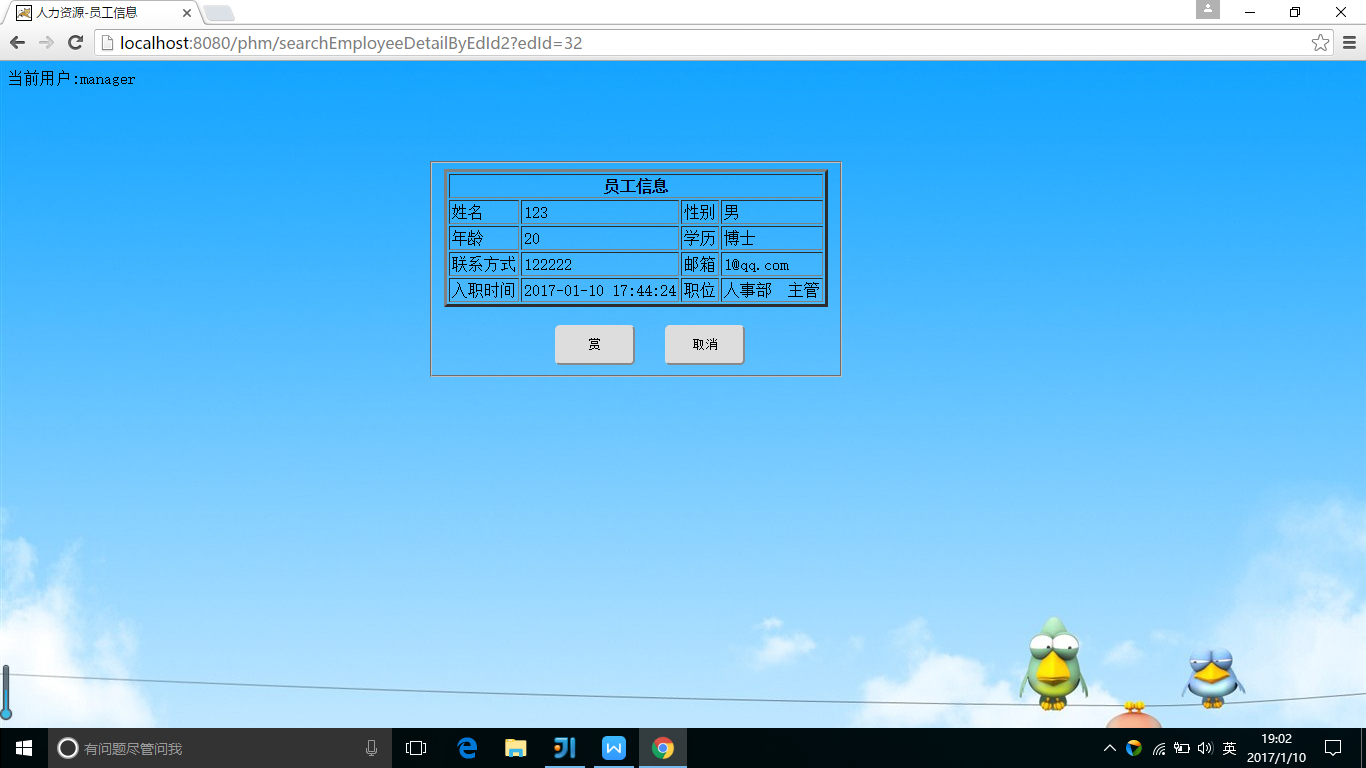 人力资源-员工信息
localhost:8080/phm/searchEmployeeDetailByEdId2?edId=32
当前用户:manager
员工信息
姓名 123 性别 男
年龄 20 学历 博士
联系方式 122222 邮箱 1@qq.com
入职时间 2017-01-10 17:44:24 职位 人事部 主管
赏 取消
有问题尽管问我
英
19:02
2017/1/10